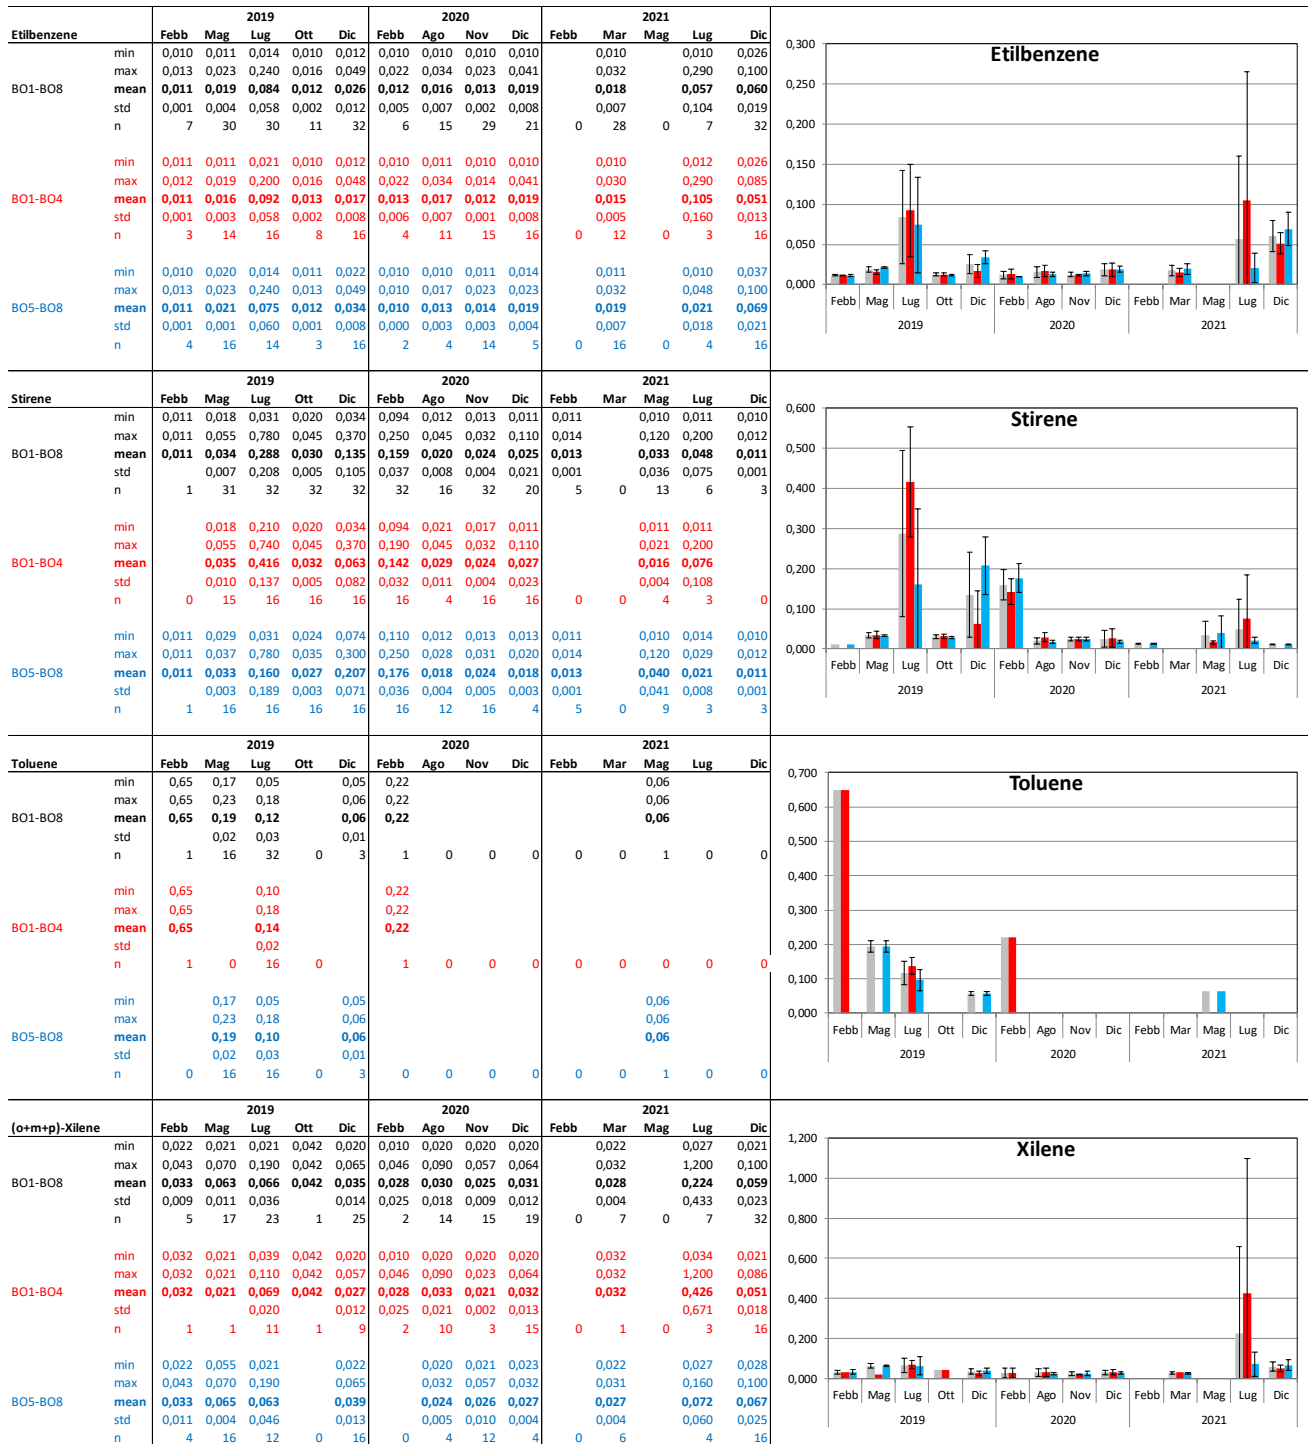 2019 2020 2021
Etilbenzene Febb Mag Lug Ott Dic Febb Ago Nov Dic Febb Mar Mag Lug Dic
min 0,010 0,011 0,014 0,010 0,012 0,010 0,010 0,010 0,010 0,010 0,010 0,026
max 0,013 0,023 0,240 0,016 0,049 0,022 0,034 0,023 0,041 0,032 0,290 0,100
BO1-BO8 mean 0,011 0,019 0,084 0,012 0,026 0,012 0,016 0,013 0,019 0,018 0,057 0,060
std 0,001 0,004 0,058 0,002 0,012 0,005 0,007 0,002 0,008 0,007 0,104 0,019
n 7 30 30 11 32 6 15 29 21 0 28 0 7 32
min 0,011 0,011 0,021 0,010 0,012 0,010 0,011 0,010 0,010 0,010 0,012 0,026
max 0,012 0,019 0,200 0,016 0,048 0,022 0,034 0,014 0,041 0,030 0,290 0,085
BO1-BO4 mean 0,011 0,016 0,092 0,013 0,017 0,013 0,017 0,012 0,019 0,015 0,105 0,051
std 0,001 0,003 0,058 0,002 0,008 0,006 0,007 0,001 0,008 0,005 0,160 0,013
n 3 14 16 8 16 4 11 15 16 0 12 0 3 16
min 0,010 0,020 0,014 0,011 0,022 0,010 0,010 0,011 0,014 0,011 0,010 0,037
max 0,013 0,023 0,240 0,013 0,049 0,010 0,017 0,023 0,023 0,032 0,048 0,100
BO5-BO8 mean 0,011 0,021 0,075 0,012 0,034 0,010 0,013 0,014 0,019 0,019 0,021 0,069
std 0,001 0,001 0,060 0,001 0,008 0,000 0,003 0,003 0,004 0,007 0,018 0,021
n 4 16 14 3 16 2 4 14 5 0 16 0 4 16
Etilbenzene
0,300
0,250
0,200
0,150
0,100
0,050
0,000
Febb Mag Lug Ott Dic Febb Ago Nov Dic Febb Mar Mag Lug Dic
2019 2020 2021
2019 2020 2021
Stirene Febb Mag Lug Ott Dic Febb Ago Nov Dic Febb Mar Mag Lug Dic
min 0,011 0,018 0,031 0,020 0,034 0,094 0,012 0,013 0,011 0,011 0,010 0,011 0,010
max 0,011 0,055 0,780 0,045 0,370 0,250 0,045 0,032 0,110 0,014 0,120 0,200 0,012
BO1-BO8 mean 0,011 0,034 0,288 0,030 0,135 0,159 0,020 0,024 0,025 0,013 0,033 0,048 0,011
std 0,007 0,208 0,005 0,105 0,037 0,008 0,004 0,021 0,001 0,036 0,075 0,001
n 1 31 32 32 32 32 16 32 20 5 0 13 6 3
min 0,018 0,210 0,020 0,034 0,094 0,021 0,017 0,011 0,011 0,011
max 0,055 0,740 0,045 0,370 0,190 0,045 0,032 0,110 0,021 0,200
BO1-BO4 mean 0,035 0,416 0,032 0,063 0,142 0,029 0,024 0,027 0,016 0,076
std 0,010 0,137 0,005 0,082 0,032 0,011 0,004 0,023 0,004 0,108
n 0 15 16 16 16 16 4 16 16 0 0 4 3 0
min 0,011 0,029 0,031 0,024 0,074 0,110 0,012 0,013 0,013 0,011 0,010 0,014 0,010
max 0,011 0,037 0,780 0,035 0,300 0,250 0,028 0,031 0,020 0,014 0,120 0,029 0,012
BO5-BO8 mean 0,011 0,033 0,160 0,027 0,207 0,176 0,018 0,024 0,018 0,013 0,040 0,021 0,011
std 0,003 0,189 0,003 0,071 0,036 0,004 0,005 0,003 0,001 0,041 0,008 0,001
n 1 16 16 16 16 16 12 16 4 5 0 9 3 3
Stirene
0,600
0,500
0,400
0,300
0,200
0,100
0,000
Febb Mag Lug Ott Dic Febb Ago Nov Dic Febb Mar Mag Lug Dic
2019 2020 2021
2019 2020 2021
Toluene Febb Mag Lug Ott Dic Febb Ago Nov Dic Febb Mar Mag Lug Dic
min 0,65 0,17 0,05 0,05 0,22 0,06
max 0,65 0,23 0,18 0,06 0,22 0,06
BO1-BO8 mean 0,65 0,19 0,12 0,06 0,22 0,06
std 0,02 0,03 0,01
n 1 16 32 0 3 1 0 0 0 0 0 1 0 0
min 0,65 0,10 0,22
max 0,65 0,18 0,22
BO1-BO4 mean 0,65 0,14 0,22
std 0,02
n 1 0 16 0 1 0 0 0 0 0 0 0 0
min 0,17 0,05 0,05 0,06
max 0,23 0,18 0,06 0,06
BO5-BO8 mean 0,19 0,10 0,06 0,06
std 0,02 0,03 0,01
n 0 16 16 0 3 0 0 0 0 0 0 1 0 0
Toluene
0,700
0,600
0,500
0,400
0,300
0,200
0,100
0,000
Febb Mag Lug Ott Dic Febb Ago Nov Dic Febb Mar Mag Lug Dic
2019 2020 2021
2019 2020 2021
(o+m+p)-Xilene Febb Mag Lug Ott Dic Febb Ago Nov Dic Febb Mar Mag Lug Dic
min 0,022 0,021 0,021 0,042 0,020 0,010 0,020 0,020 0,020 0,022 0,027 0,021
max 0,043 0,070 0,190 0,042 0,065 0,046 0,090 0,057 0,064 0,032 1,200 0,100
BO1-BO8 mean 0,033 0,063 0,066 0,042 0,035 0,028 0,030 0,025 0,031 0,028 0,224 0,059
std 0,009 0,011 0,036 0,014 0,025 0,018 0,009 0,012 0,004 0,433 0,023
n 5 17 23 1 25 2 14 15 19 0 7 0 7 32
min 0,032 0,021 0,039 0,042 0,020 0,010 0,020 0,020 0,020 0,032 0,034 0,021
max 0,032 0,021 0,110 0,042 0,057 0,046 0,090 0,023 0,064 0,032 1,200 0,086
BO1-BO4 mean 0,032 0,021 0,069 0,042 0,027 0,028 0,033 0,021 0,032 0,032 0,426 0,051
std 0,020 0,012 0,025 0,021 0,002 0,013 0,671 0,018
n 1 1 11 1 9 2 10 3 15 0 1 0 3 16
min 0,022 0,055 0,021 0,022 0,020 0,021 0,023 0,022 0,027 0,028
max 0,043 0,070 0,190 0,065 0,032 0,057 0,032 0,031 0,160 0,100
BO5-BO8 mean 0,033 0,065 0,063 0,039 0,024 0,026 0,027 0,027 0,072 0,067
std 0,011 0,004 0,046 0,013 0,005 0,010 0,004 0,004 0,060 0,025
n 4 16 12 0 16 0 4 12 4 0 6 4 16
Xilene
1,200
1,000
0,800
0,600
0,400
0,200
0,000
Febb Mag Lug Ott Dic Febb Ago Nov Dic Febb Mar Mag Lug Dic
2019 2020 2021